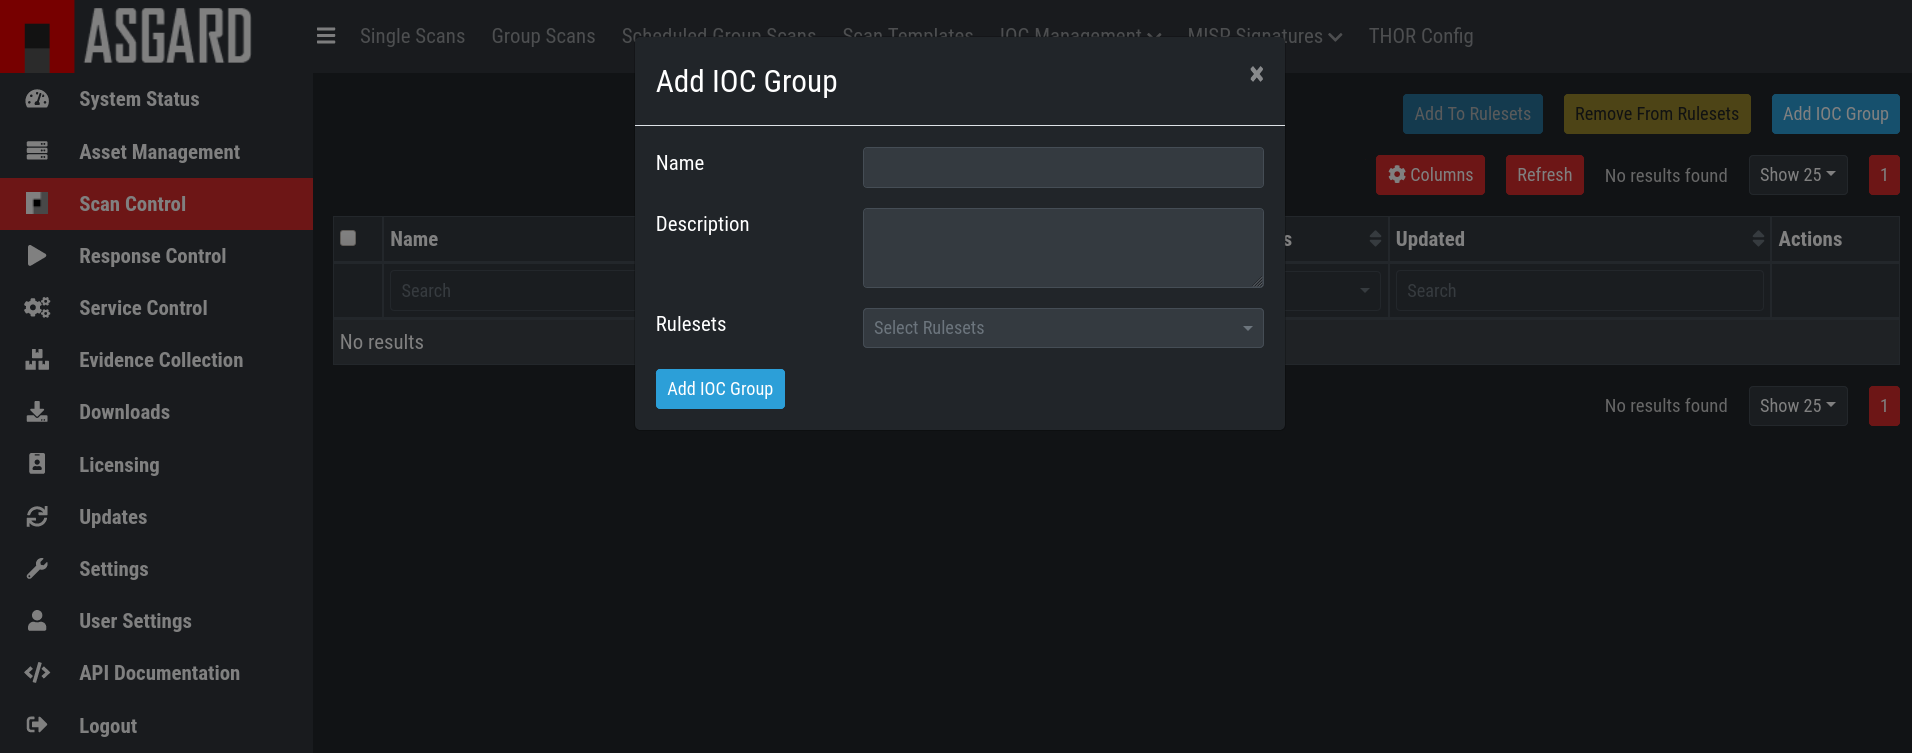 ASGARD
Single Scans Group Scans Scheduled Group Scans Scan Templates IOC Management MISP Signatures THOR Config
System Status
Asset Management
Scan Control
Response Control
Service Control
Evidence Collection
Downloads
Licensing
Updates
Settings
User Settings
API Documentation
Logout
Add IOC Group ×
Name
Description
Rulesets Select Rulesets
Add IOC Group
Add To Rulesets Remove From Rulesets Add IOC Group
Columns Refresh No results found Show 25 1
Name s Updated Actions
Search Search
No results
No results found Show 25 1